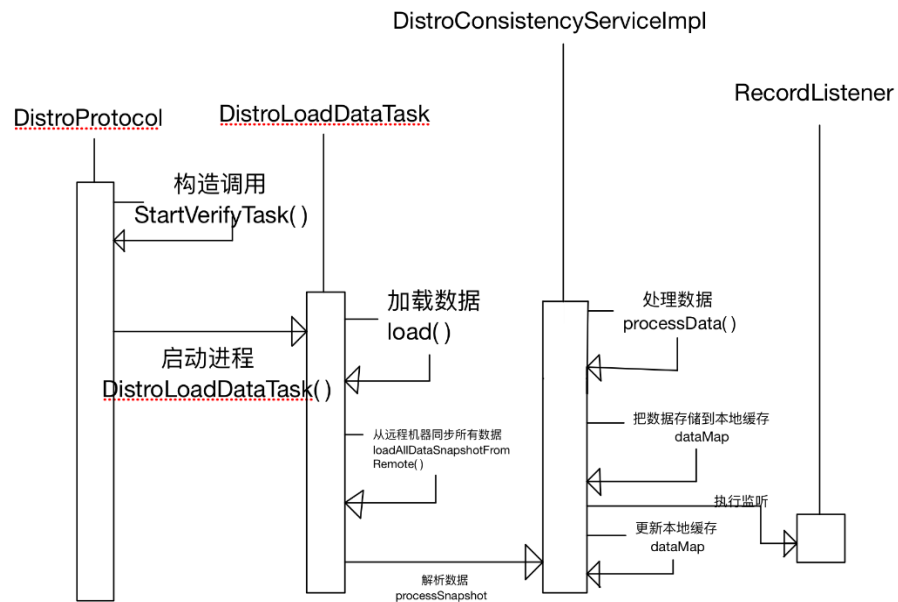 DistroConsistencyServiceImpl
RecordListener
DistroLoadDataTask
DistroProtocol
构造调用
StartVerifyTask( )
加载数据
load( )
处理数据
processData( )
启动进程
DistroLoadDataTask( )
从远程机器同步所有数据
loadAllDataSnapshotFrom
Remote( )
把数据存储到本地缓存
dataMap
执行监听
更新本地缓存
dataMap
解析数据
processSnapshot